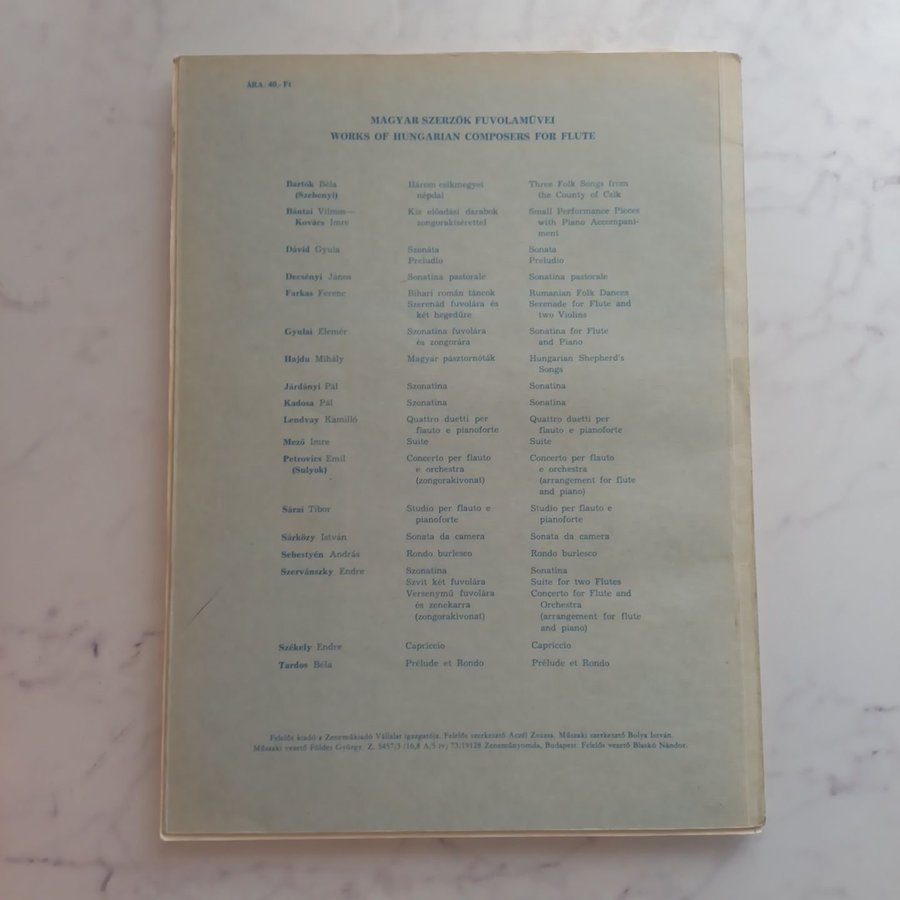 ÁRA: 40,- Ft
MAGYAR SZERZŐK FUVOLAMŰVEI
WORKS OF HUNGARIAN COMPOSERS FOR FLUTE
Bartók Béla Három csíkmegyei Three Folk Songs from
(Szebenyi) népdal the County of Csík
Bántai Vilmos— Kis előadási darabok Small Performance Pieces
Kovács Imre zongorakísérettel with Piano Accompani-
ment
Dávid Gyula Szonáta Sonata
Preludio Preludio
Decsényi János Sonatina pastorale Sonatina pastorale
Farkas Ferenc Bihari román táncok Rumanian Folk Dances
Szerenád fuvolára és Serenade for Flute and
két hegedűre two Violins
Gyulai Elemér Szonatina fuvolára Sonatina for Flute
és zongorára and Piano
Hajdu Mihály Magyar pásztornóták Hungarian Shepherd's
Songs
Járdányi Pál Szonatina Sonatina
Kadosa Pál Szonatina Sonatina
Lendvay Kamilló Quattro duetti per Quattro duetti per
flauto e pianoforte flauto e pianoforte
Mező Imre Suite Suite
Petrovics Emil Concerto per flauto Concerto per flauto
(Sulyok) e orchestra e orchestra
(zongorakivonat) (arrangement for flute
and piano)
Sárai Tibor Studio per flauto e Studio per flauto e
pianoforte pianoforte
Sárközy István Sonata da camera Sonata da camera
Sebestyén András Rondo burlesco Rondo burlesco
Szervánszky Endre Szonatina Sonatina
Szvit két fuvolára Suite for two Flutes
Versenymű fuvolára Concerto for Flute and
és zenekarra Orchestra
(zongorakivonat) (arrangement for flute
and piano)
Székely Endre Capriccio Capriccio
Tardos Béla Prélude et Rondo Prélude et Rondo
Felelős kiadó a Zeneműkiadó Vállalat igazgatója. Felelős szerkesztő Aczél Zsuzsa. Műszaki szerkesztő Bolya István.
Műszaki vezető Földes György. Z. 5457/3 /16,8 A/5 ív) 73/19128 Zeneműnyomda, Budapest. Felelős vezető Blaskó Nándor.